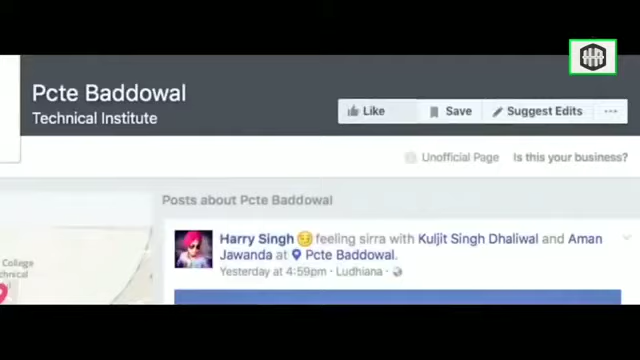 Pcte Baddowal
Technical Institute
Like
Save
Suggest Edits
Unofficial Page
Is this your business?
Posts about Pcte Baddowal
Harry Singh 😏 feeling sirra with Kuljit Singh Dhaliwal and Aman
Jawanda at Pcte Baddowal.
Yesterday at 4:59pm · Ludhiana ·
College
chnical